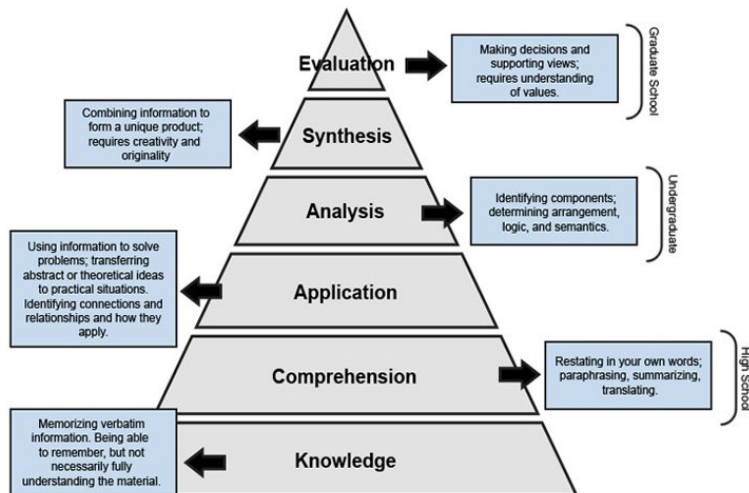 Evaluation
Making decisions and
supporting views;
requires understanding
of values.
Graduate School
Combining information to
form a unique product;
requires creativity and
originality
Synthesis
Analysis
Identifying components;
determining arrangement,
logic, and semantics.
Undergraduate
Using information to solve
problems; transferring
abstract or theoretical ideas
to practical situations.
Identifying connections and
relationships and how they
apply.
Application
Comprehension
Restating in your own words;
paraphrasing, summarizing,
translating.
High School
Memorizing verbatim
information. Being able
to remember, but not
necessarily fully
understanding the material.
Knowledge